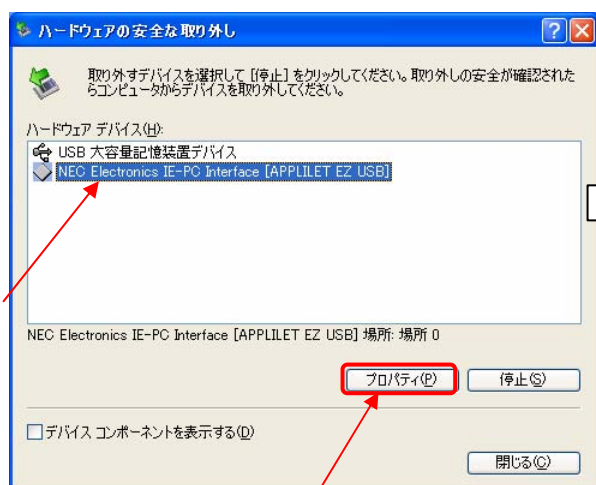 ハードウェアの安全な取り外し
取り外すデバイスを選択して [停止] をクリックしてください。取り外しの安全が確認された
らコンピュータからデバイスを取り外してください。
ハードウェア デバイス(H):
USB 大容量記憶装置デバイス
NEC Electronics IE-PC Interface [APPLILET EZ USB]
NEC Electronics IE-PC Interface [APPLILET EZ USB] 場所: 場所 0
プロパティ(P) 停止(S)
デバイス コンポーネントを表示する(D)
閉じる(C)